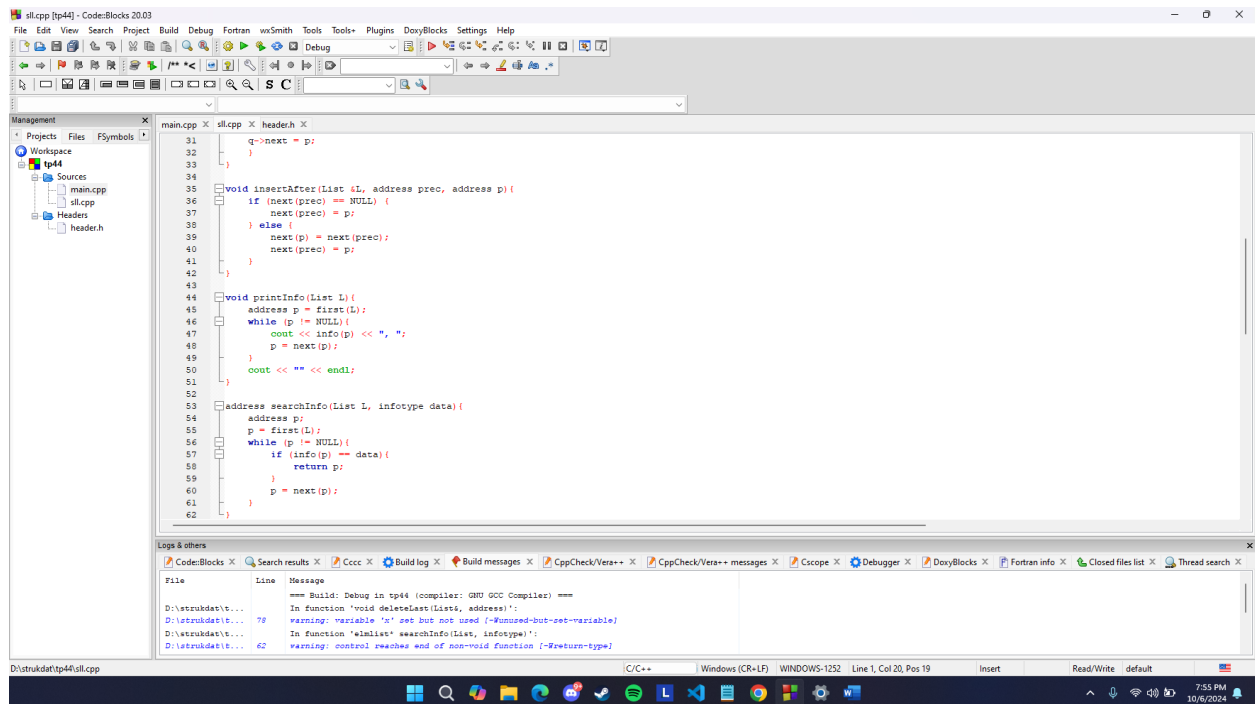 sll.cpp [tp44] - Code::Blocks 20.03
File Edit View Search Project Build Debug Fortran wxSmith Tools Tools+ Plugins DoxyBlocks Settings Help
Debug
/** *<
.*
S C
Management
main.cpp sll.cpp header.h
Projects Files FSymbols
Workspace
tp44
Sources
main.cpp
sll.cpp
Headers
header.h
31 q->next = p;
32 }
33 }
34
35 void insertAfter(List &L, address prec, address p){
36 if (next(prec) == NULL) {
37 next(prec) = p;
38 } else {
39 next(p) = next(prec);
40 next(prec) = p;
41 }
42 }
43
44 void printInfo(List L){
45 address p = first(L);
46 while (p != NULL){
47 cout << info(p) << ", ";
48 p = next(p);
49 }
50 cout << "" << endl;
51 }
52
53 address searchInfo(List L, infotype data){
54 address p;
55 p = first(L);
56 while (p != NULL){
57 if (info(p) == data){
58 return p;
59 }
60 p = next(p);
61 }
62 }
Logs & others
Code::Blocks Search results Cccc Build log Build messages CppCheck/Vera++ CppCheck/Vera++ messages Cscope Debugger DoxyBlocks Fortran info Closed files list Thread search
File Line Message
=== Build: Debug in tp44 (compiler: GNU GCC Compiler) ===
D:\strukdat\t... In function 'void deleteLast(List&, address)':
D:\strukdat\t... 78 warning: variable 'x' set but not used [-Wunused-but-set-variable]
D:\strukdat\t... In function 'elmlist* searchInfo(List, infotype)':
D:\strukdat\t... 62 warning: control reaches end of non-void function [-Wreturn-type]
D:\strukdat\tp44\sll.cpp C/C++ Windows (CR+LF) WINDOWS-1252 Line 1, Col 20, Pos 19 Insert Read/Write default
7:55 PM
10/6/2024